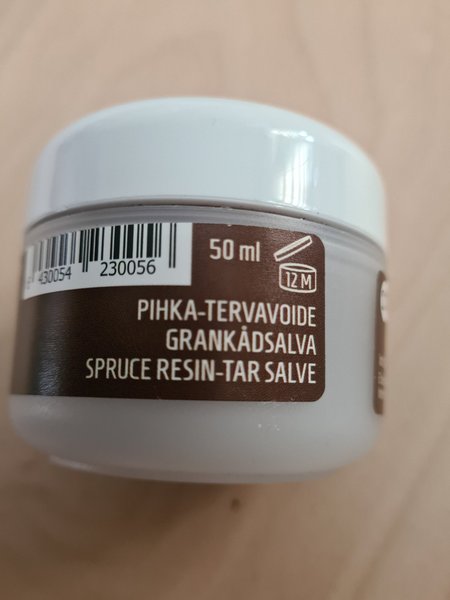 50 ml
12 M
430054 230056
PIHKA-TERVAVOIDE
GRANKÅDSALVA
SPRUCE RESIN-TAR SALVE